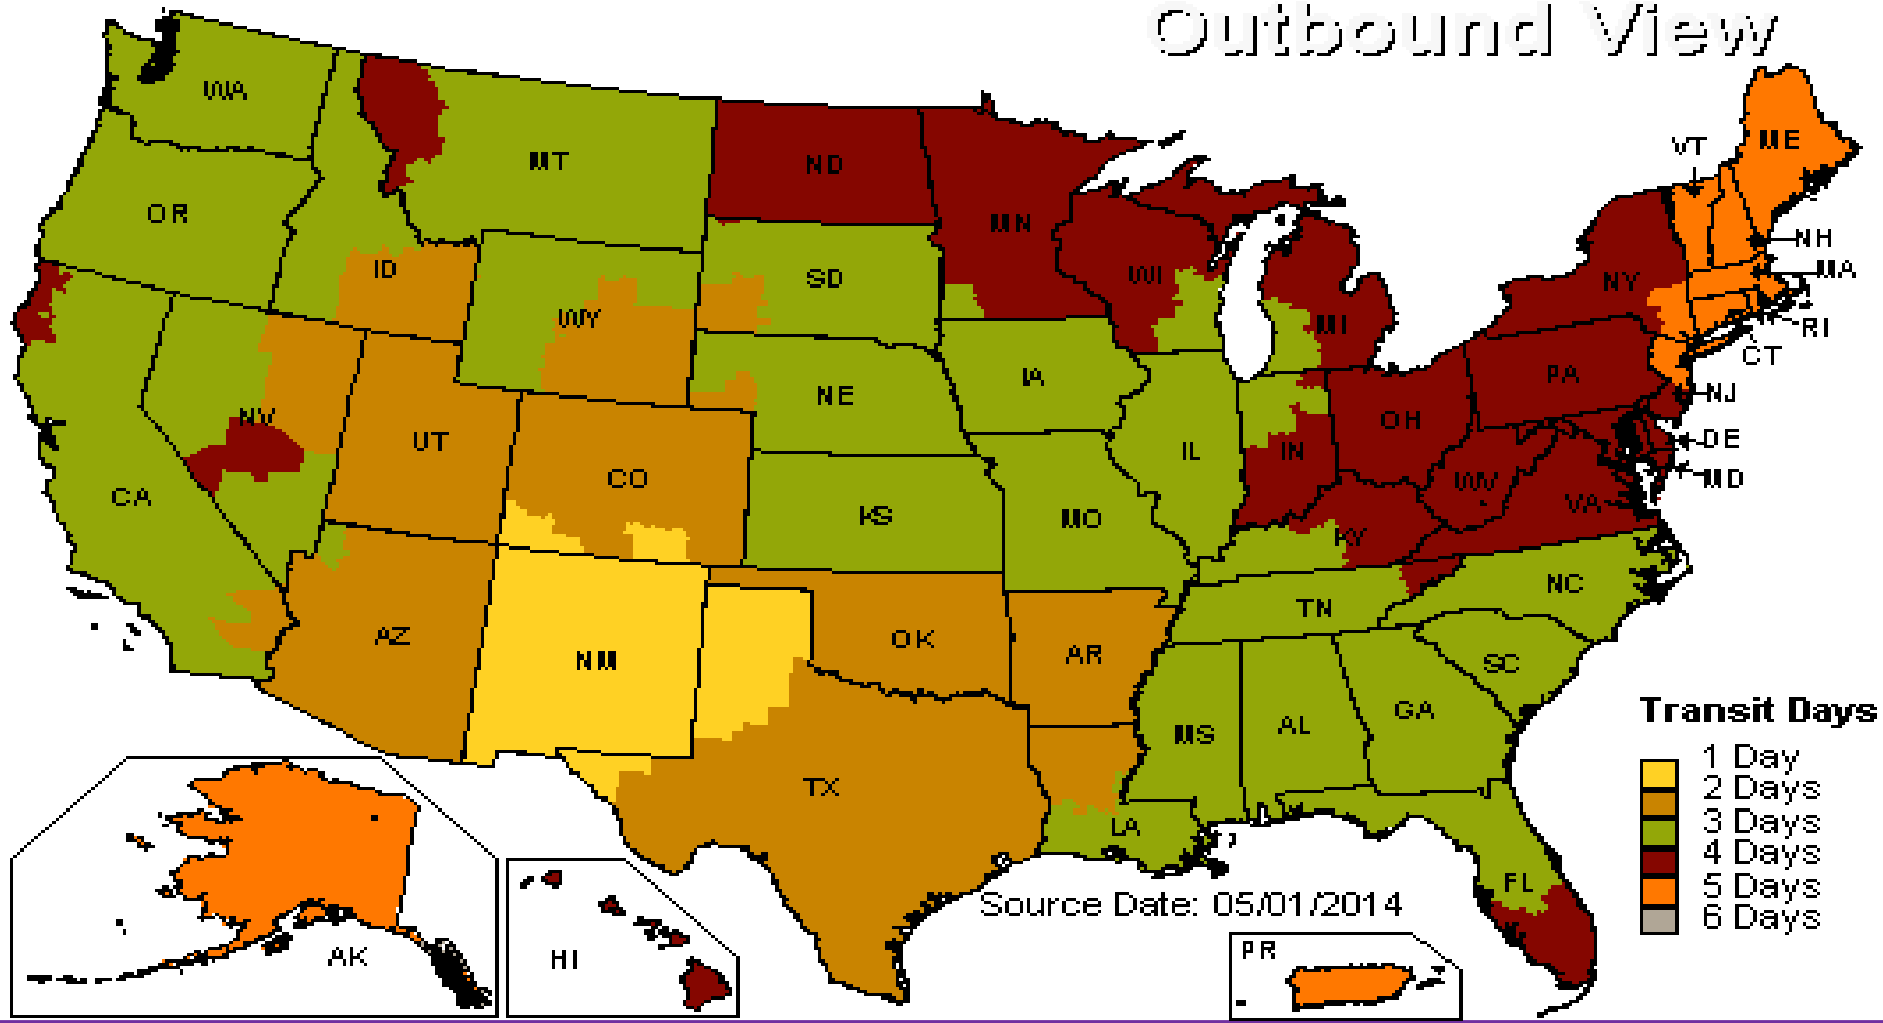 Outbound View
WA
MT
ND
VT
ME
OR
MN
NH
ID
SD
WI
MA
NY
WY
MI
RI
CT
IA
PA
NE
NJ
NV
UT
OH
DE
CO
IL
IN
MD
CA
WV
KS
MO
VA
KY
NC
TN
AZ
OK
NM
AR
SC
GA
MS
AL
TX
LA
FL
Transit Days
1 Day
2 Days
3 Days
4 Days
5 Days
6 Days
Source Date: 05/01/2014
AK
HI
PR